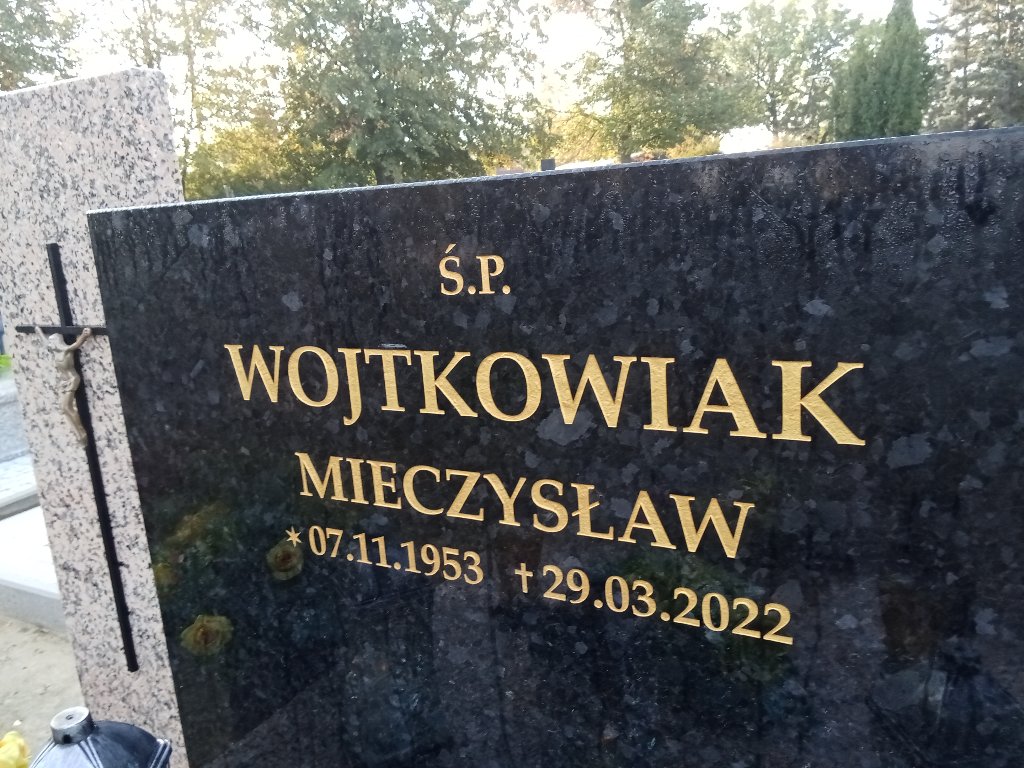 Ś.P.
WOJTKOWIAK
MIECZYSŁAW
*07.11.1953 †29.03.2022